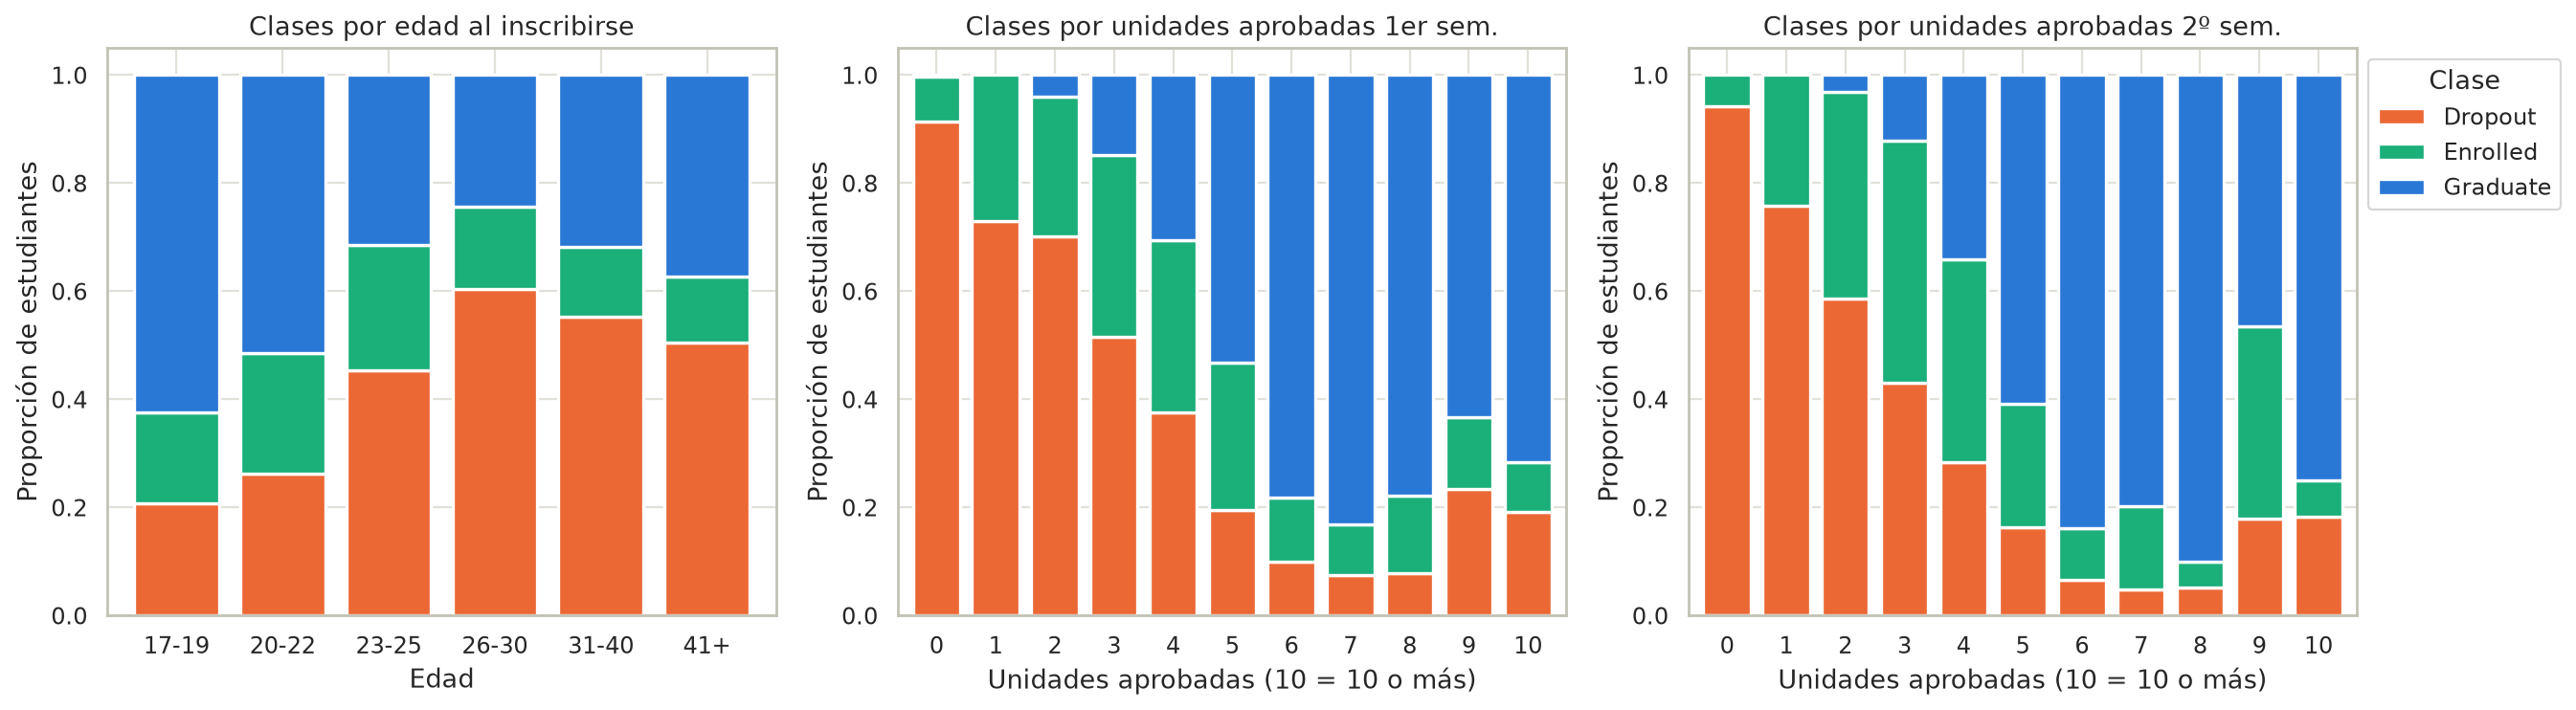 Clases por edad al inscribirse
Proporción de estudiantes
1.0
0.8
0.6
0.4
0.2
0.0
17-19 20-22 23-25 26-30 31-40 41+
Edad
Clases por unidades aprobadas 1er sem.
Proporción de estudiantes
1.0
0.8
0.6
0.4
0.2
0.0
0 1 2 3 4 5 6 7 8 9 10
Unidades aprobadas (10 = 10 o más)
Clases por unidades aprobadas 2º sem.
Proporción de estudiantes
1.0
0.8
0.6
0.4
0.2
0.0
0 1 2 3 4 5 6 7 8 9 10
Unidades aprobadas (10 = 10 o más)
Clase
Dropout
Enrolled
Graduate